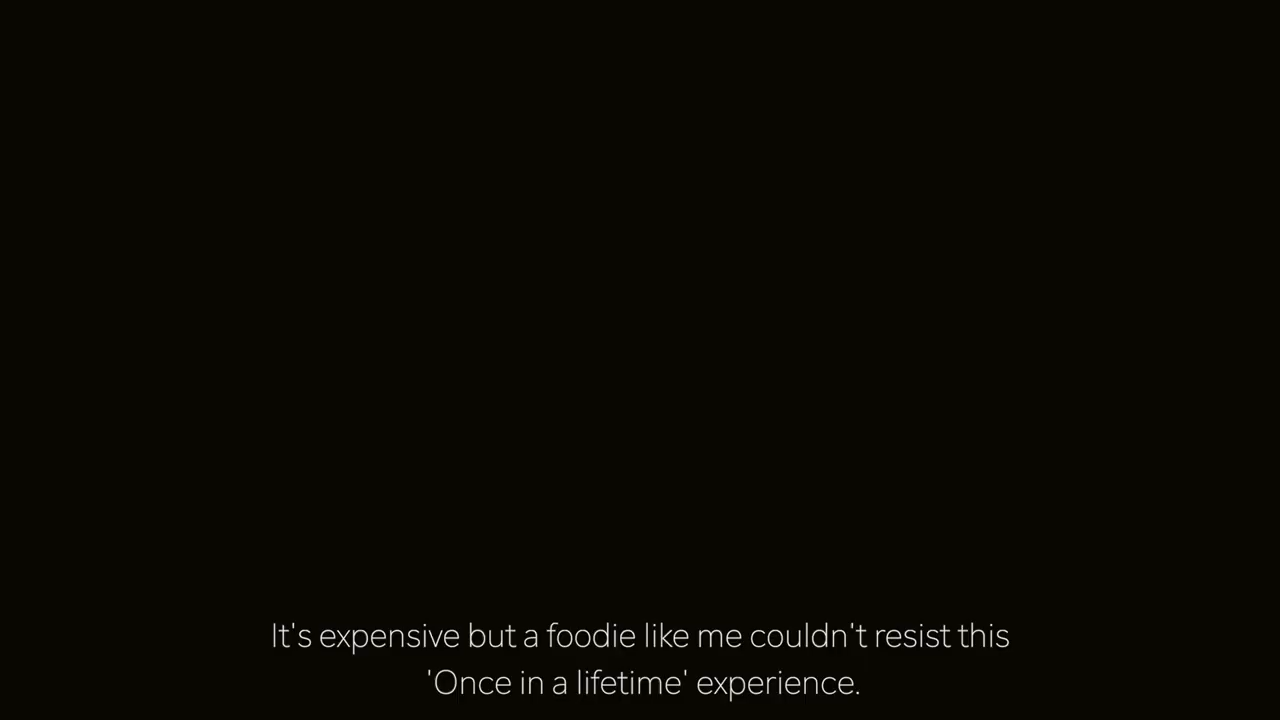 It's expensive but a foodie like me couldn't resist this
'Once in a lifetime' experience.